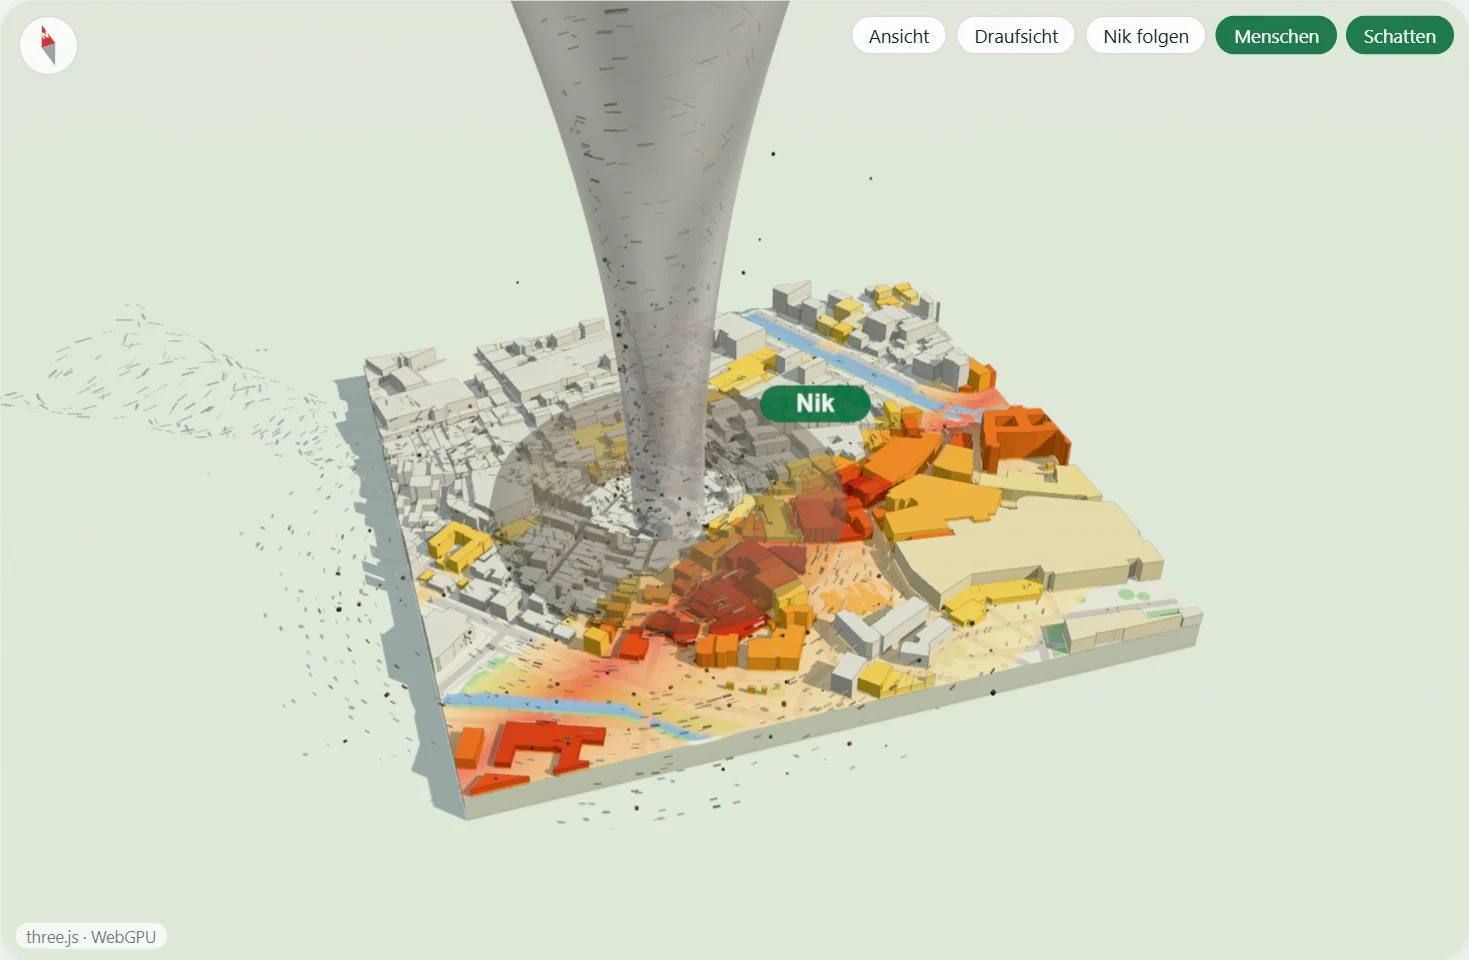 N
Ansicht
Draufsicht
Nik folgen
Menschen
Schatten
Nik
three.js · WebGPU